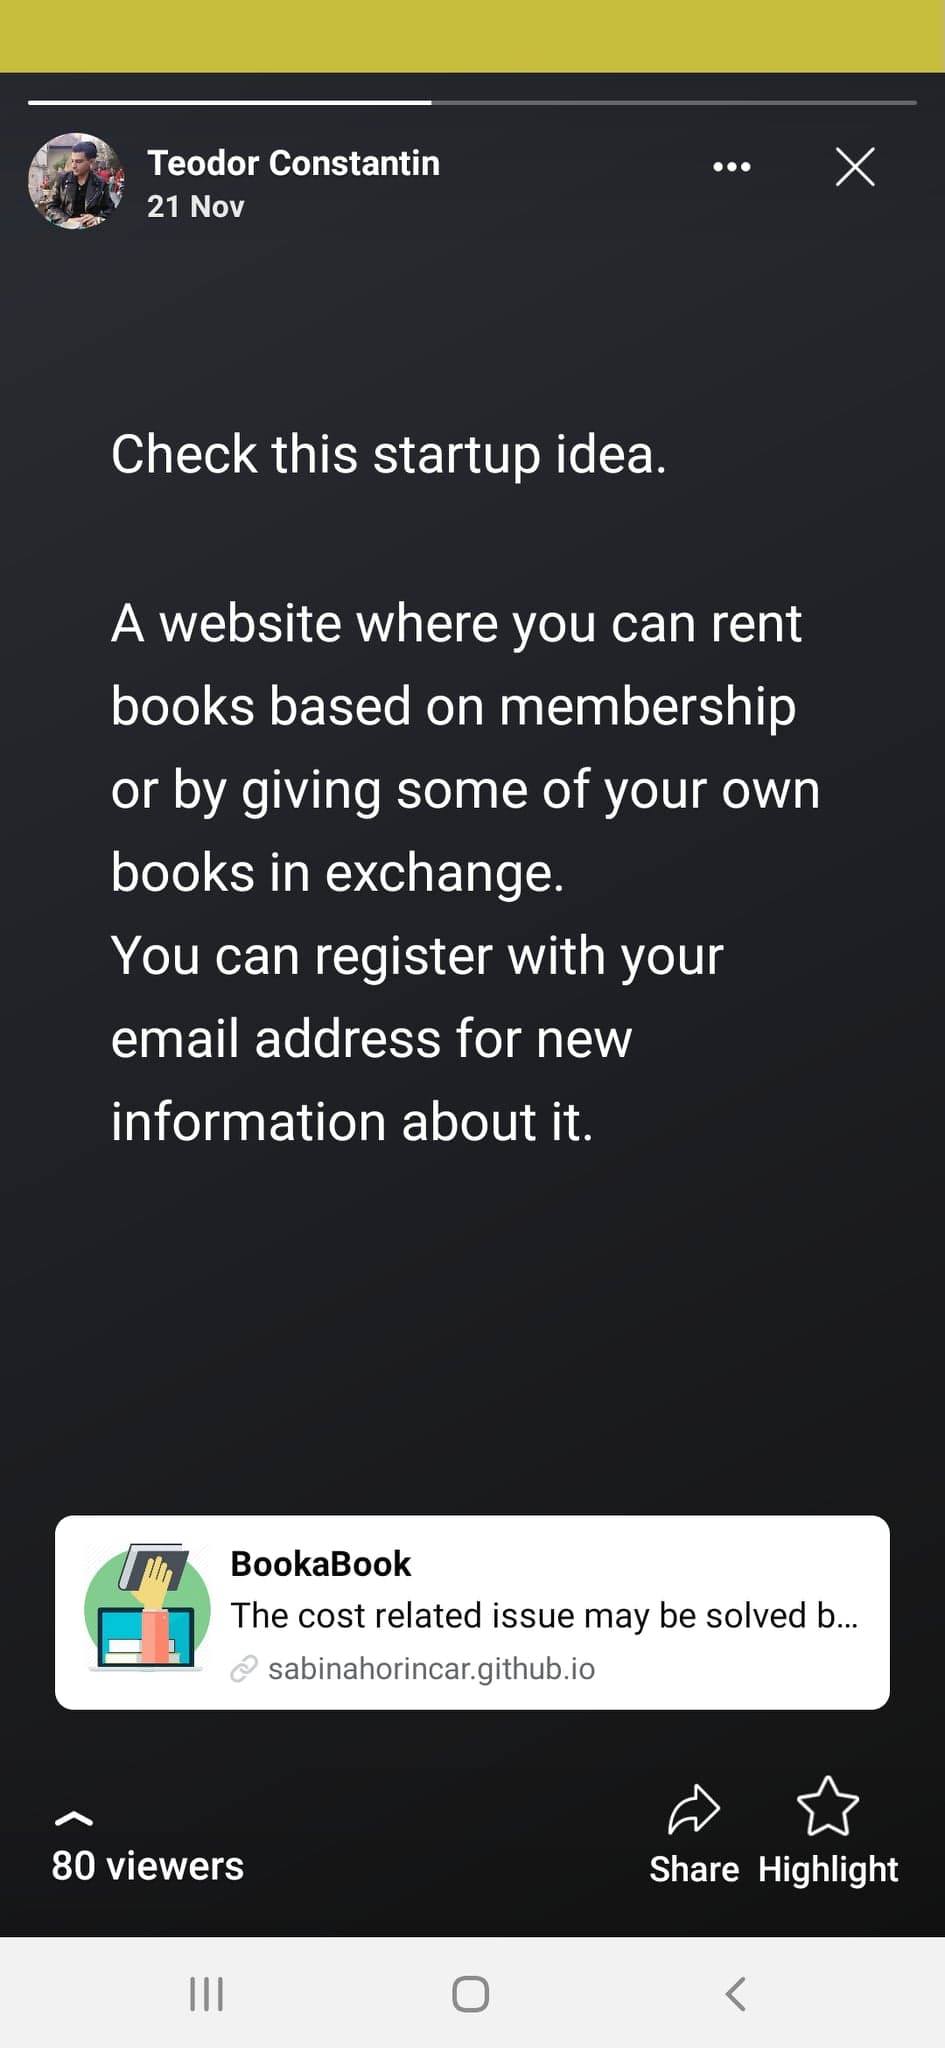 Teodor Constantin
21 Nov
Check this startup idea.
A website where you can rent
books based on membership
or by giving some of your own
books in exchange.
You can register with your
email address for new
information about it.
BookaBook
The cost related issue may be solved b...
sabinahorincar.github.io
80 viewers
Share Highlight